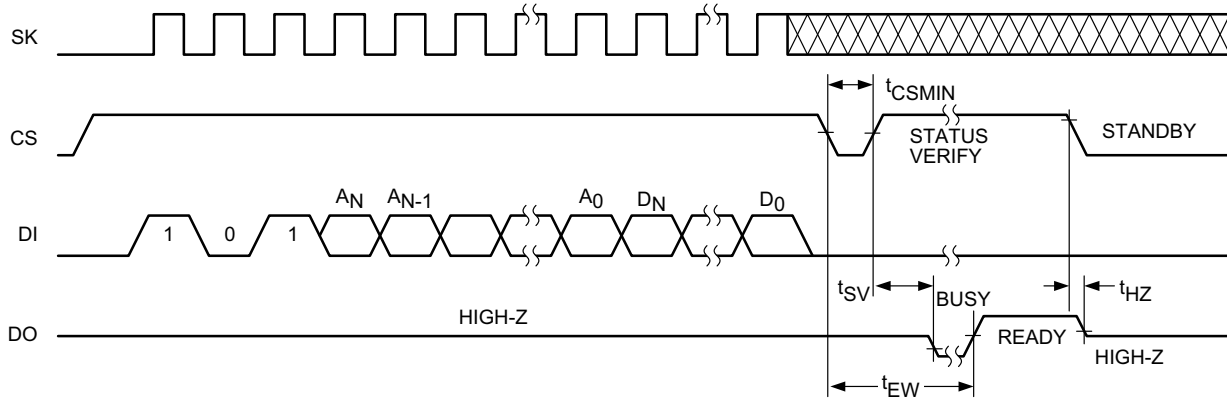 SK
CS
tCSMIN
STATUS
VERIFY
STANDBY
DI
1
0
1
AN
AN-1
A0
DN
D0
tSV
BUSY
tHZ
DO
HIGH-Z
READY
HIGH-Z
tEW